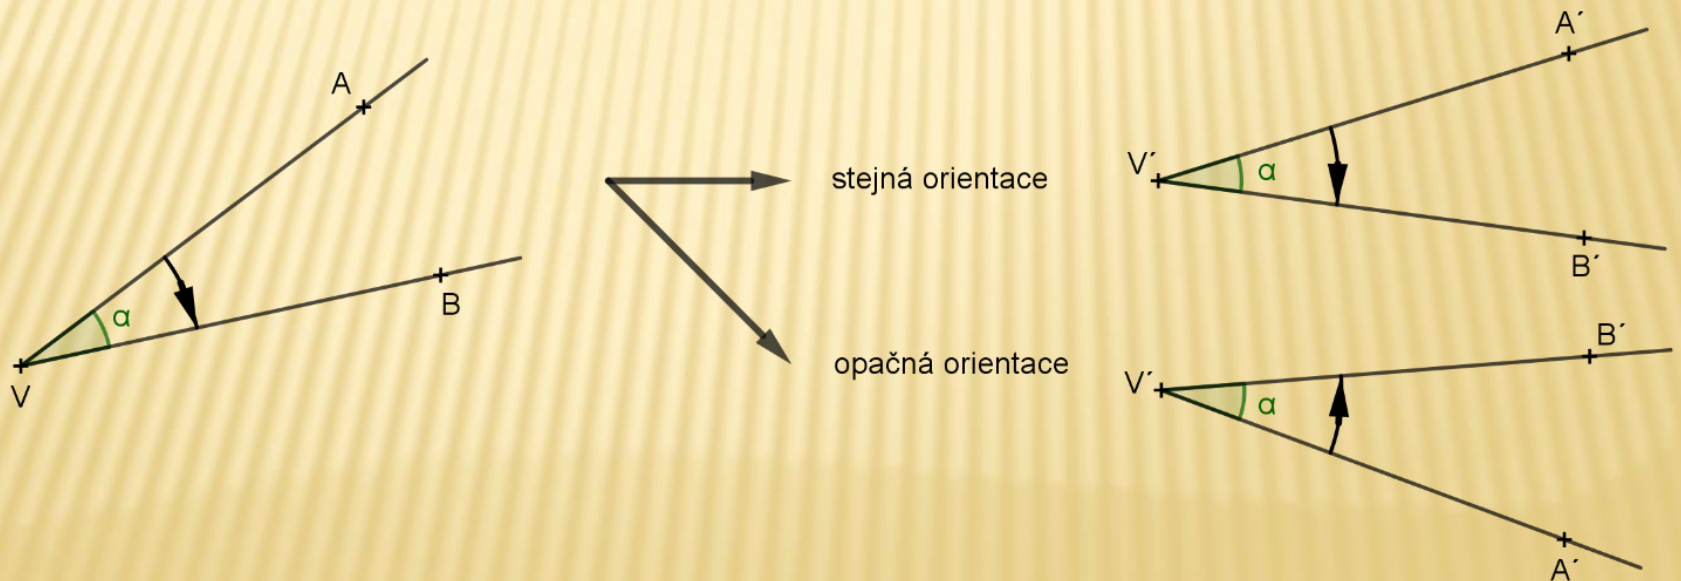 A
α
B
V
stejná orientace
opačná orientace
A´
V´
α
B´
B´
V´
α
A´